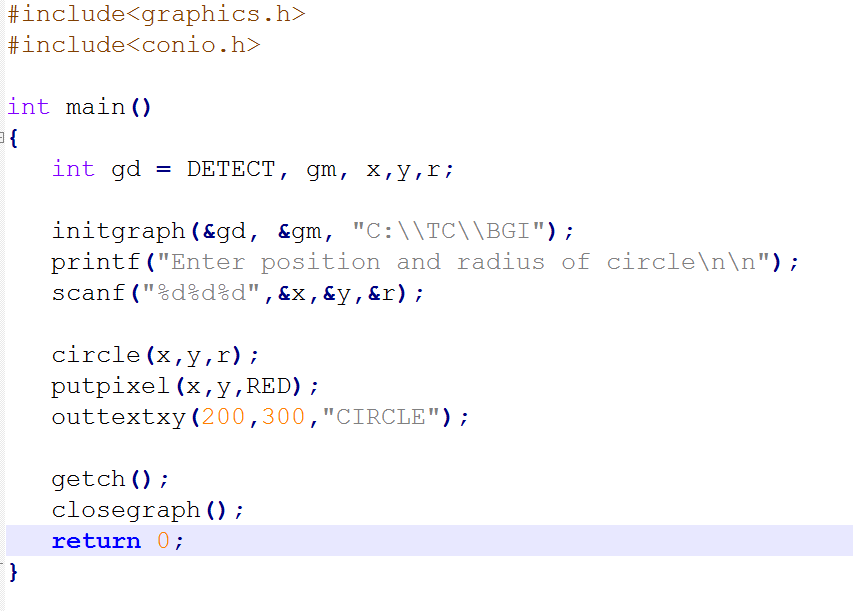 #include<graphics.h>
#include<conio.h>
int main()
{
int gd = DETECT, gm, x,y,r;
initgraph(&gd, &gm, "C:\\TC\\BGI");
printf("Enter position and radius of circle\n\n");
scanf("%d%d%d",&x,&y,&r);
circle(x,y,r);
putpixel(x,y,RED);
outtextxy(200,300,"CIRCLE");
getch();
closegraph();
return 0;
}